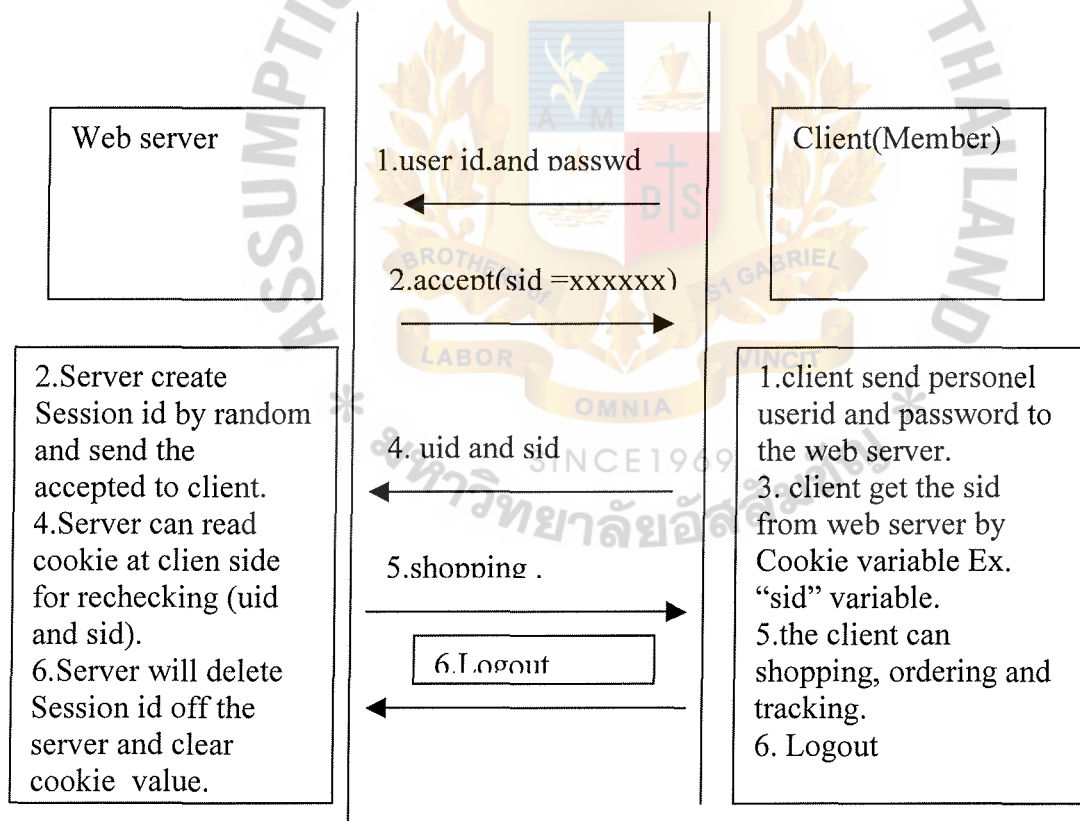 ASSUMPTION
THAILAND
A M
D S
BROTHERS of
ST GABRIEL
LABOR
VINCIT
OMNIA
SINCE1969
Web server
Client(Member)
1.user id.and passwd
2.accept(sid =xxxxxx)
4. uid and sid
5.shopping .
6.Logout
2.Server create
Session id by random
and send the
accepted to client.
4.Server can read
cookie at clien side
for rechecking (uid
and sid).
6.Server will delete
Session id off the
server and clear
cookie value.
1.client send personel
userid and password to
the web server.
3. client get the sid
from web server by
Cookie variable Ex.
“sid” variable.
5.the client can
shopping, ordering and
tracking.
6. Logout